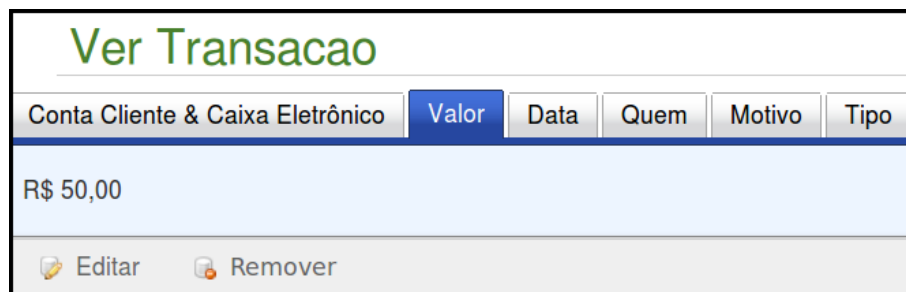 Ver Transacao
Conta Cliente & Caixa Eletrônico Valor Data Quem Motivo Tipo
R$ 50,00
Editar Remover